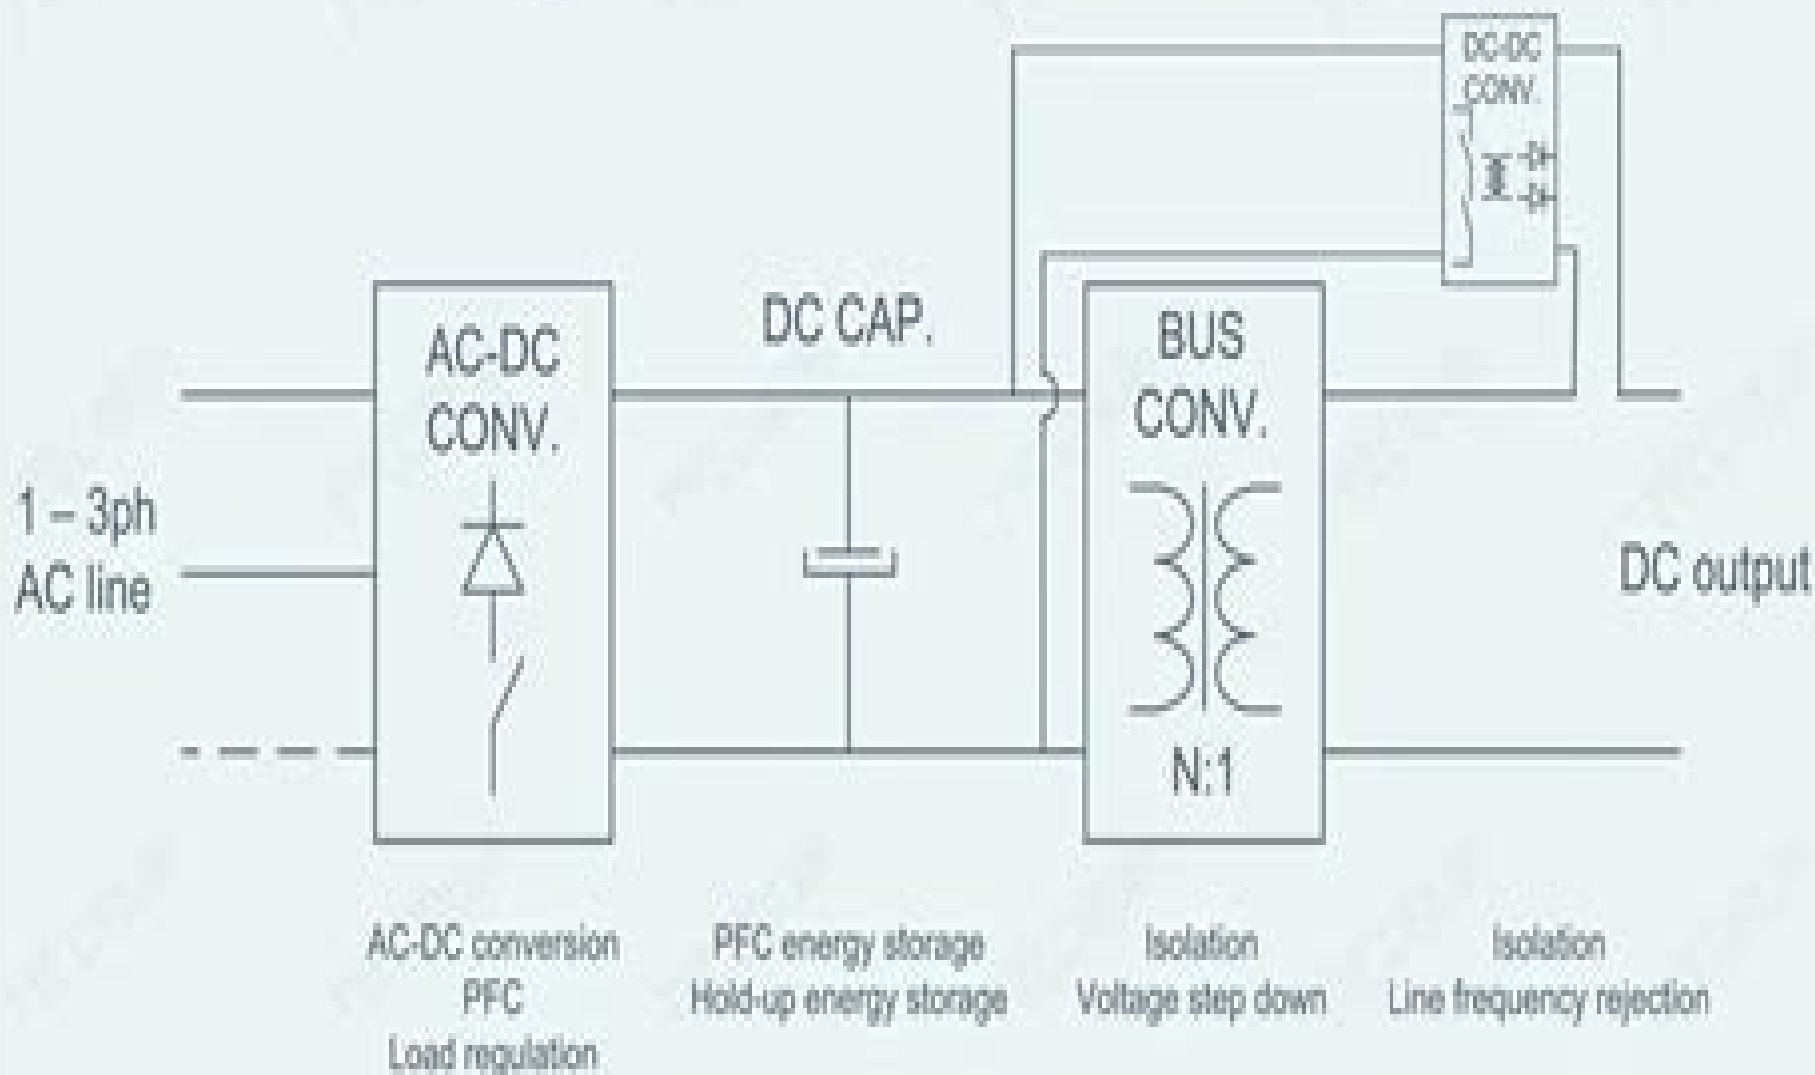 DC-DC
CONV.
AC-DC
CONV.
DC CAP.
BUS
CONV.
N:1
1 – 3ph
AC line
DC output
AC-DC conversion
PFC
Load regulation
PFC energy storage
Hold-up energy storage
Isolation
Voltage step down
Isolation
Line frequency rejection